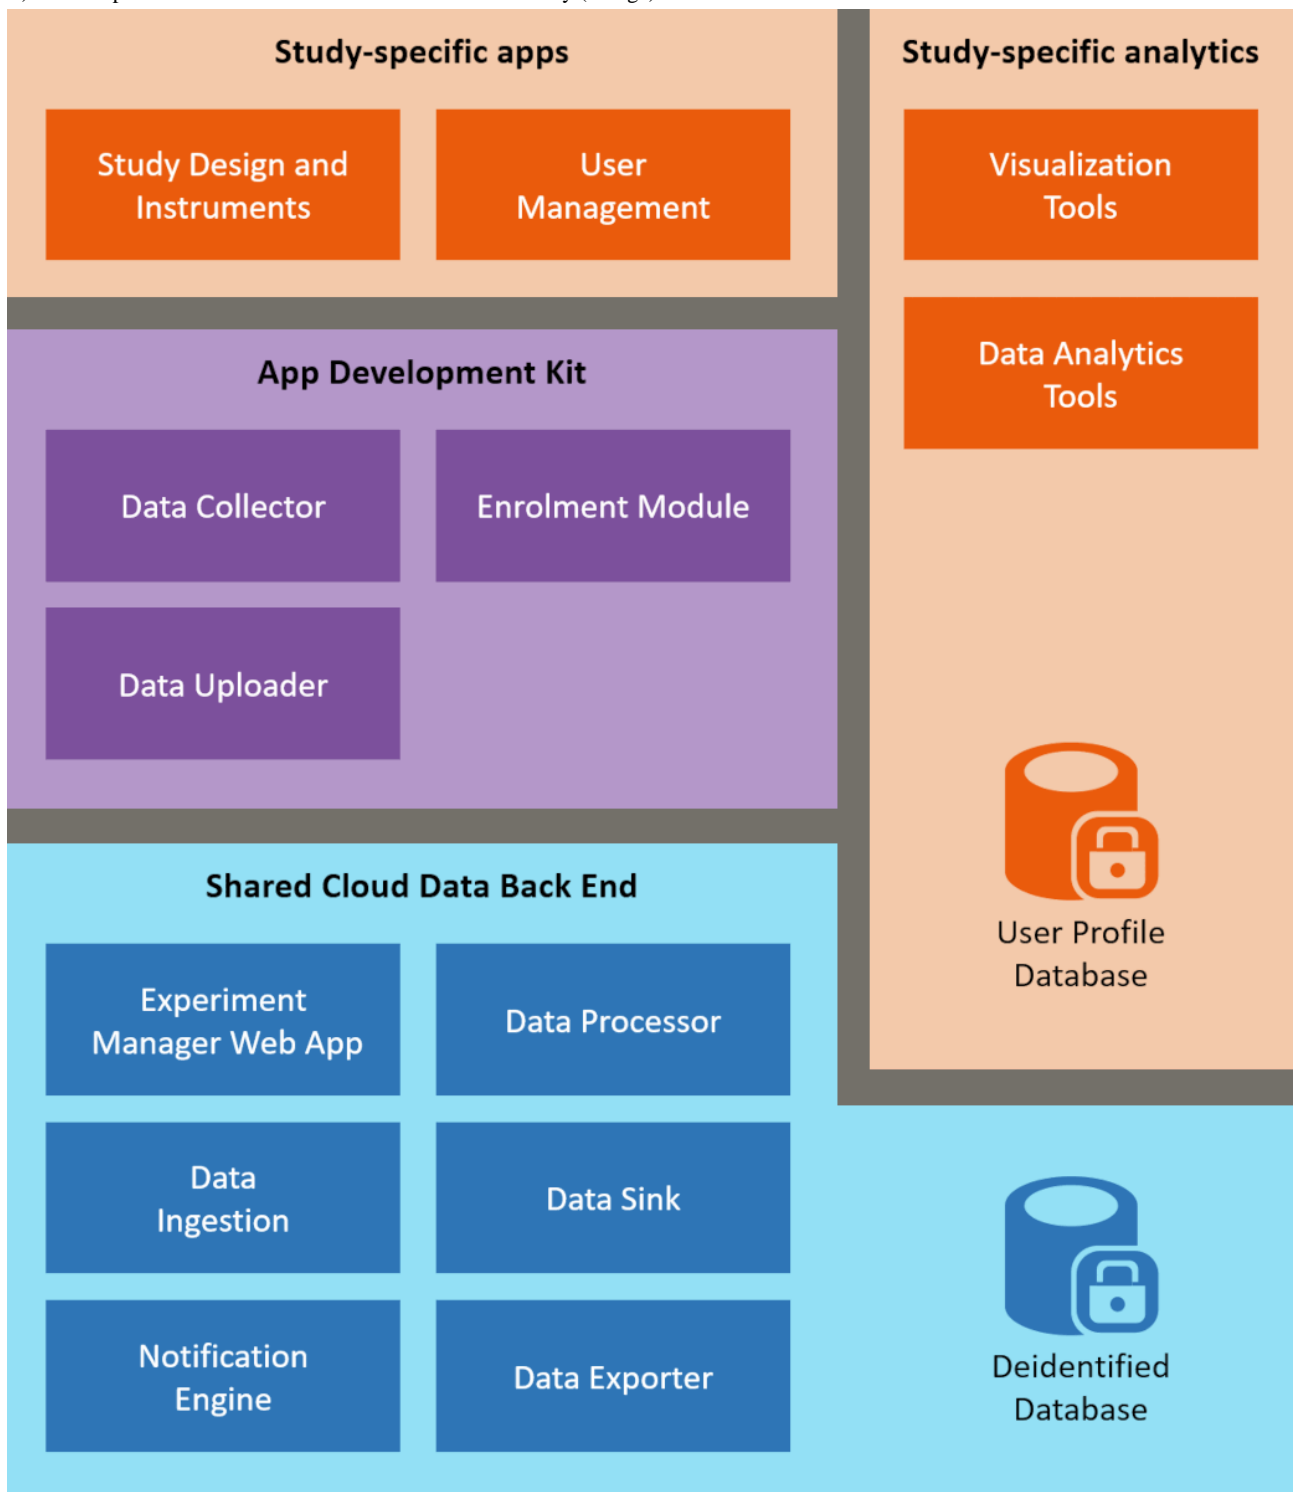 Study-specific apps
Study Design and
Instruments
User
Management
Study-specific analytics
Visualization
Tools
Data Analytics
Tools
User Profile
Database
App Development Kit
Data Collector
Enrolment Module
Data Uploader
Shared Cloud Data Back End
Experiment
Manager Web App
Data Processor
Data
Ingestion
Data Sink
Notification
Engine
Data Exporter
Deidentified
Database